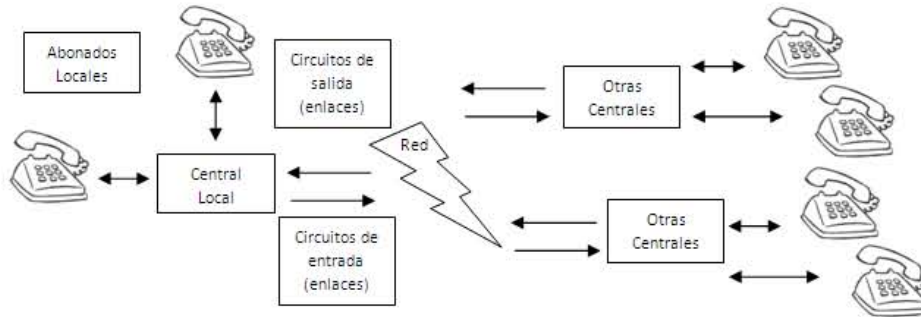 Abonados
Locales
Circuitos de
salida
(enlaces)
Otras
Centrales
Red
Central
Local
Circuitos de
entrada
(enlaces)
Otras
Centrales